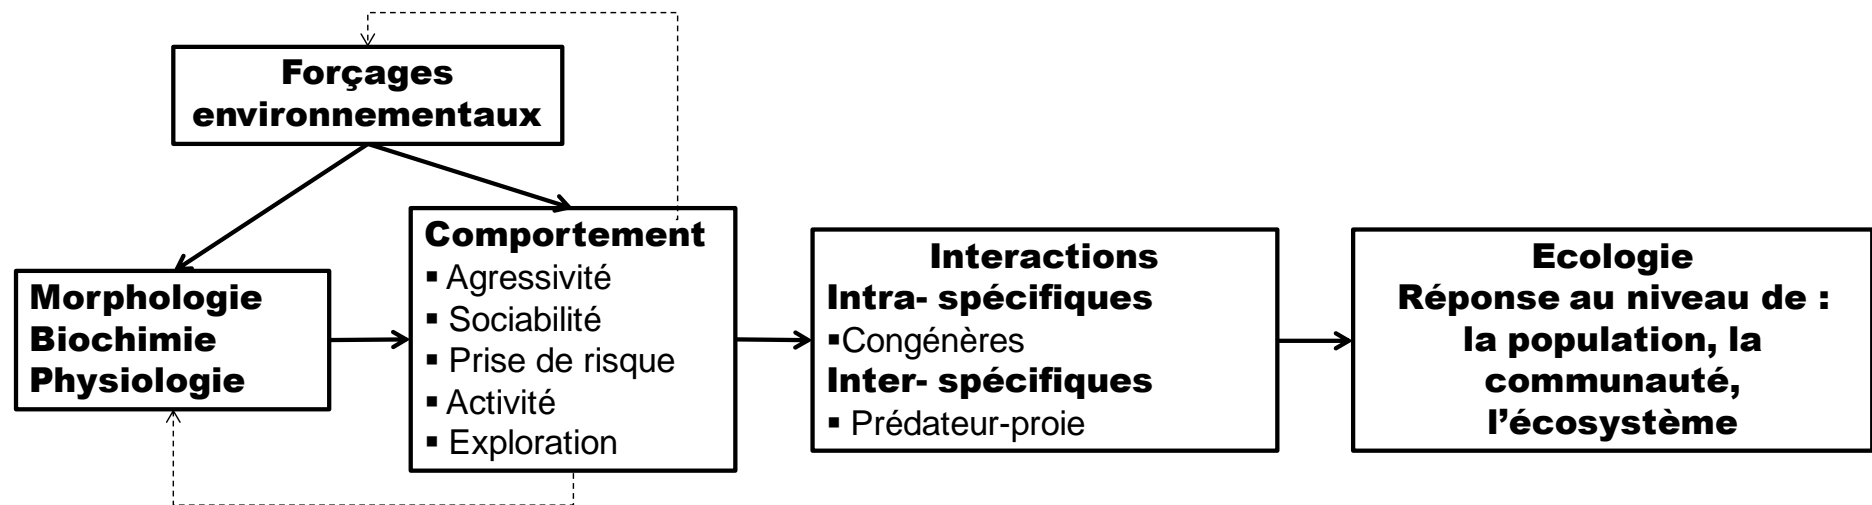 Forçages
environnementaux
Morphologie
Biochimie
Physiologie
Comportement
▪ Agressivité
▪ Sociabilité
▪ Prise de risque
▪ Activité
▪ Exploration
Interactions
Intra- spécifiques
▪Congénères
Inter- spécifiques
▪ Prédateur-proie
Ecologie
Réponse au niveau de :
la population, la
communauté,
l’écosystème